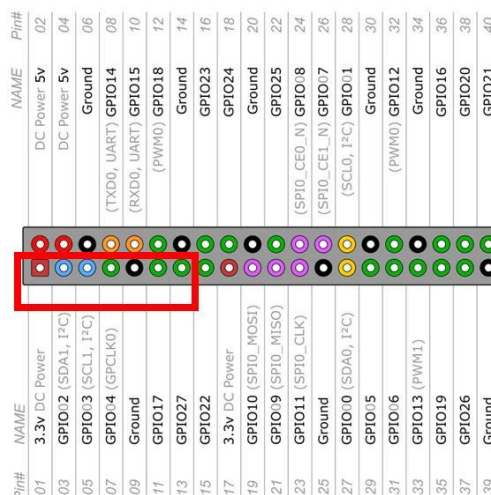 Pin# 02 04 06 08 10 12 14 16 18 20 22 24 26 28 30 32 34 36 38 40
NAME
DC Power 5v
DC Power 5v
Ground
(TXD0, UART) GPIO14
(RXD0, UART) GPIO15
(PWM0) GPIO18
Ground
GPIO23
GPIO24
Ground
GPIO25
(SPI0_CE0_N) GPIO08
(SPI0_CE1_N) GPIO07
(SCL0, I²C) GPIO01
Ground
(PWM0) GPIO12
Ground
GPIO16
GPIO20
GPIO21
NAME
3.3v DC Power
GPIO02 (SDA1, I²C)
GPIO03 (SCL1, I²C)
GPIO04 (GPCLK0)
Ground
GPIO17
GPIO27
GPIO22
3.3v DC Power
GPIO10 (SPI0_MOSI)
GPIO09 (SPI0_MISO)
GPIO11 (SPI0_CLK)
Ground
GPIO00 (SDA0, I²C)
GPIO05
GPIO06
GPIO13 (PWM1)
GPIO19
GPIO26
Ground
Pin# 01 03 05 07 09 11 13 15 17 19 21 23 25 27 29 31 33 35 37 39